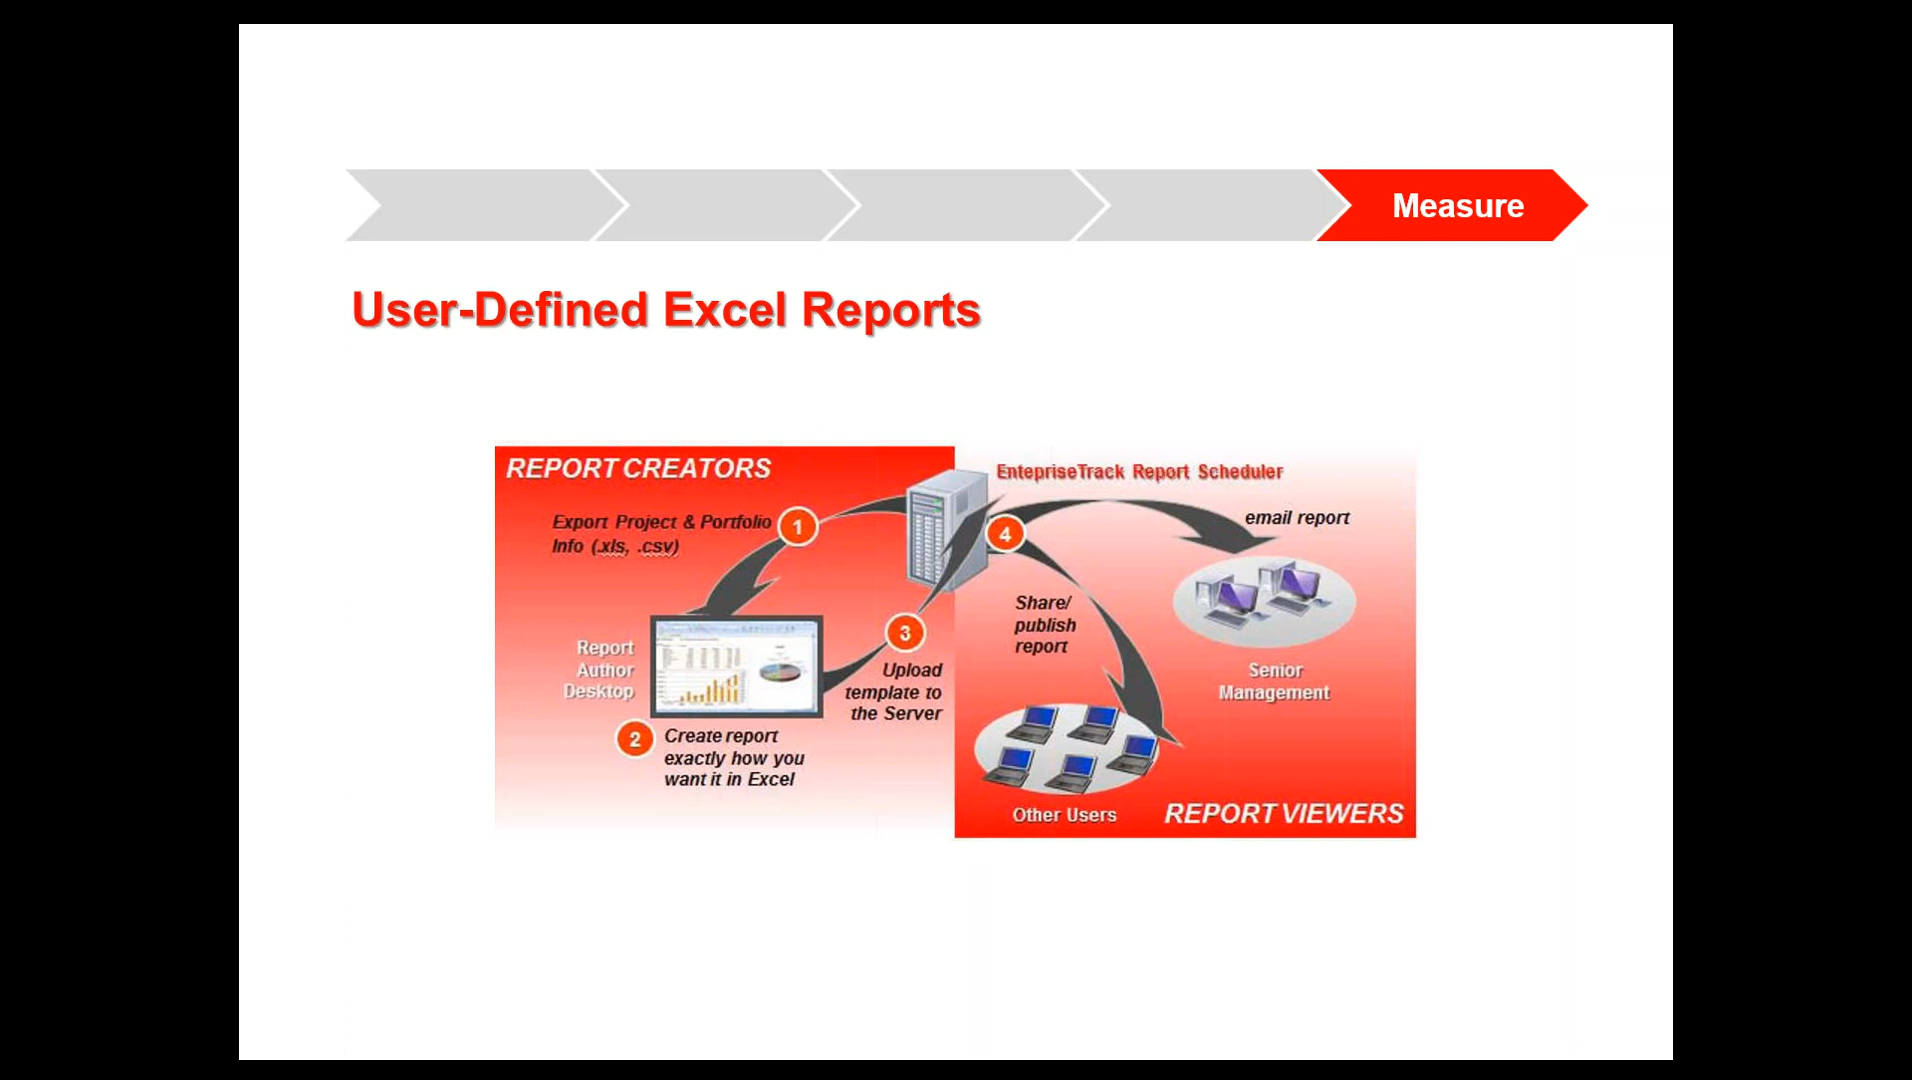 Measure
User-Defined Excel Reports
REPORT CREATORS
Export Project & Portfolio
Info (.xls, .csv)
1
Report
Author
Desktop
2
Create report
exactly how you
want it in Excel
3
Upload
template to
the Server
EntepriseTrack Report Scheduler
4
email report
Share/
publish
report
Senior
Management
Other Users
REPORT VIEWERS